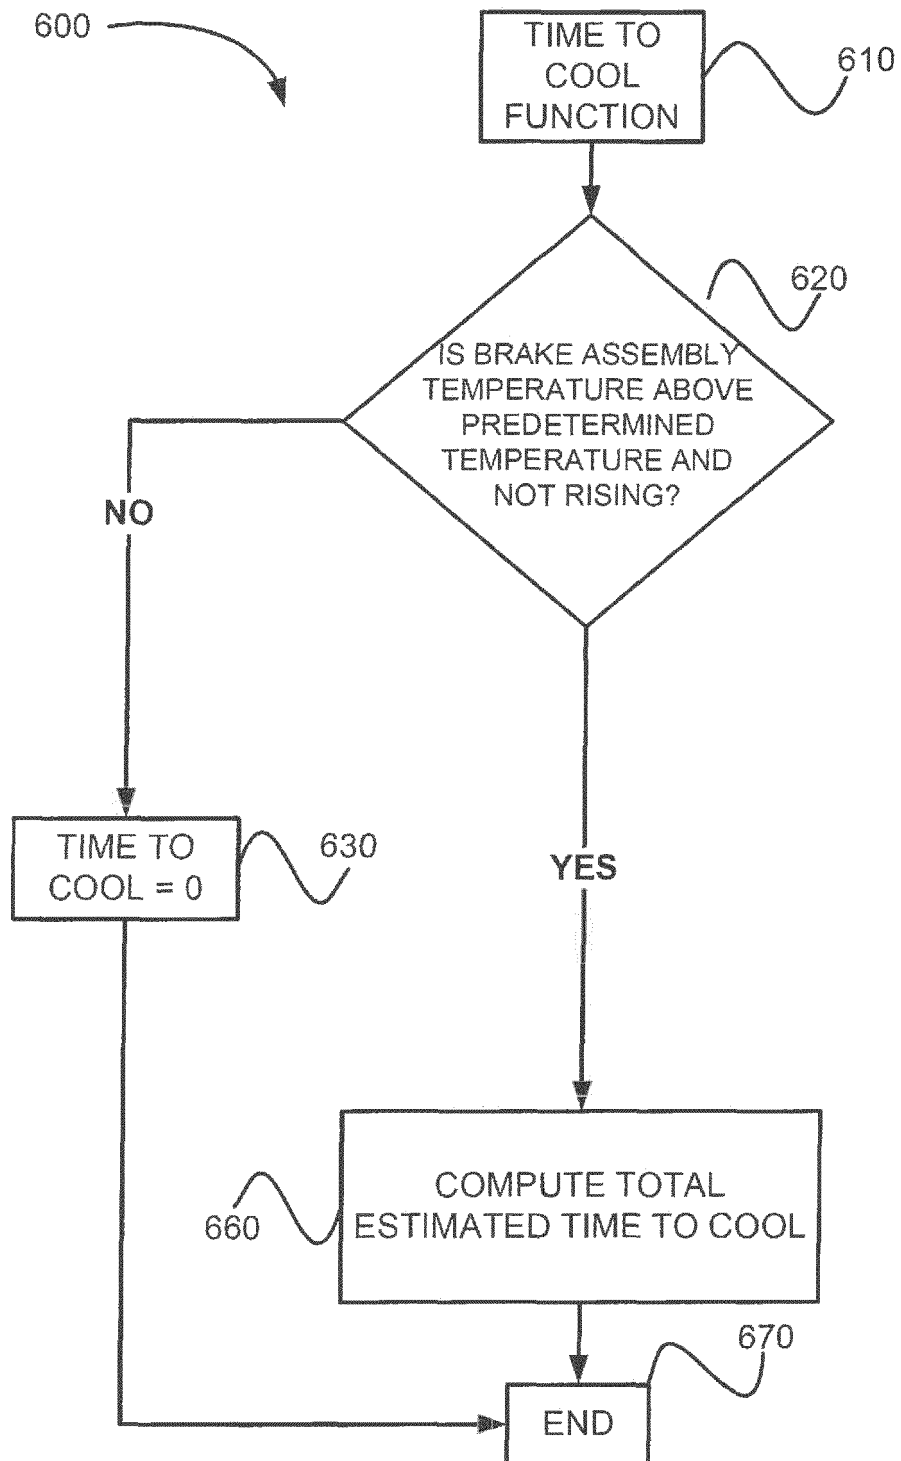 600
TIME TO
COOL
FUNCTION
610
620
IS BRAKE ASSEMBLY
TEMPERATURE ABOVE
PREDETERMINED
TEMPERATURE AND
NOT RISING?
NO
TIME TO
COOL = 0
630
YES
COMPUTE TOTAL
ESTIMATED TIME TO COOL
660
670
END